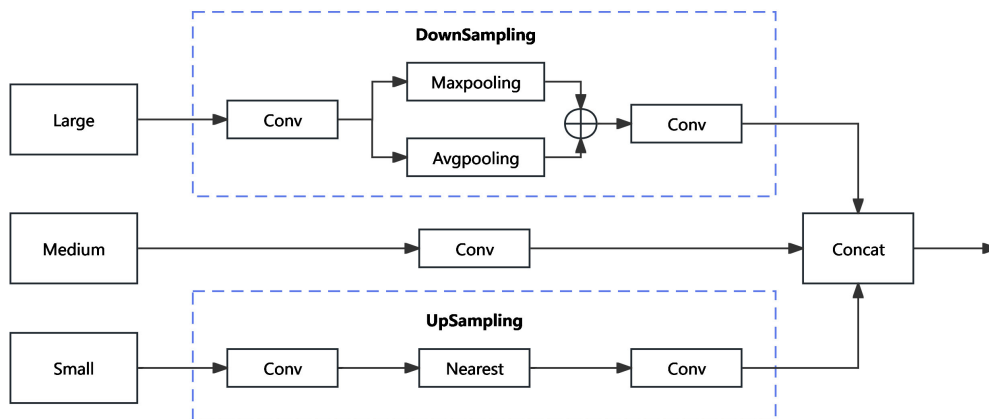 DownSampling
Large
Conv
Maxpooling
Avgpooling
Conv
Medium
Conv
Concat
UpSampling
Small
Conv
Nearest
Conv